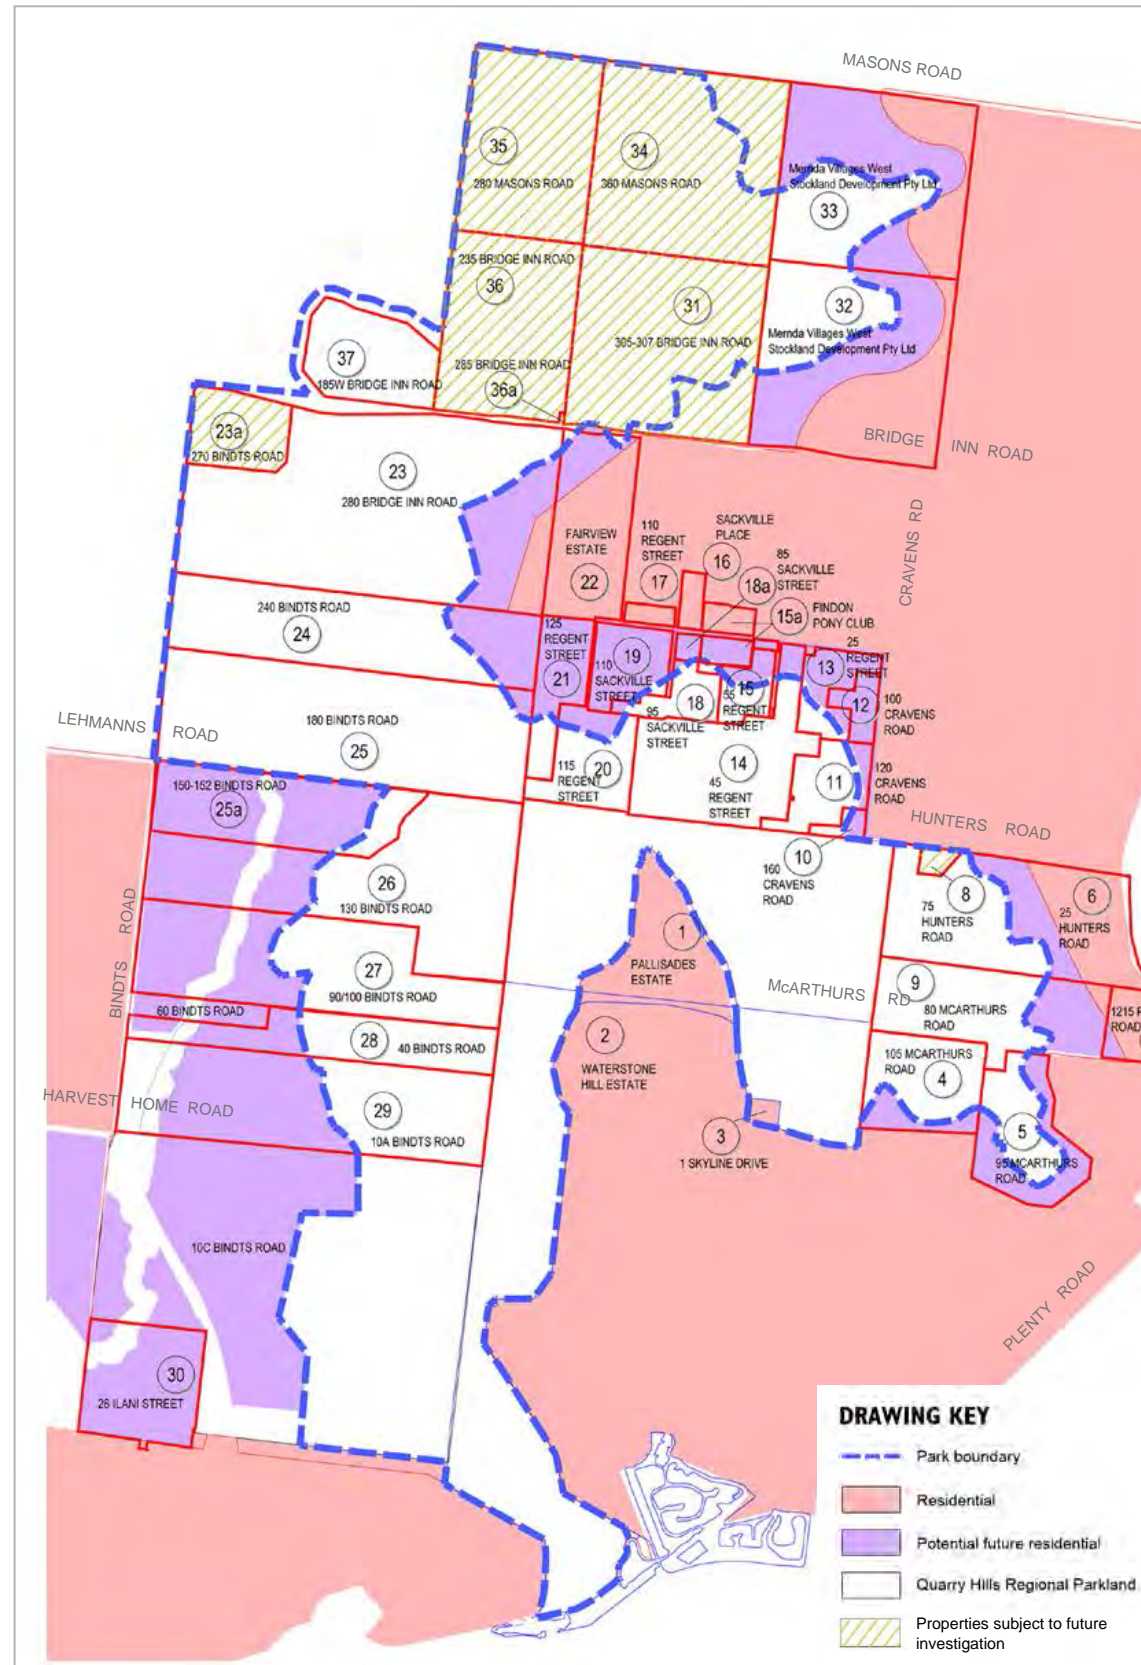 MASONS ROAD
35
280 MASONS ROAD
34
360 MASONS ROAD
Mernda Villages West
Stockland Development Pty Ltd
33
235 BRIDGE INN ROAD
36
31
305-307 BRIDGE INN ROAD
32
Mernda Villages West
Stockland Development Pty Ltd
37
185W BRIDGE INN ROAD
285 BRIDGE INN ROAD
36a
23a
270 BINDTS ROAD
23
280 BRIDGE INN ROAD
BRIDGE INN ROAD
CRAVENS RD
FAIRVIEW
ESTATE
22
110
REGENT
STREET
17
SACKVILLE
PLACE
16
85
SACKVILLE
STREET
18a
15a
FINDON
PONY CLUB
240 BINDTS ROAD
24
125
REGENT
STREET
21
19
110
SACKVILLE
STREET
18
95
SACKVILLE
STREET
15
55
REGENT
STREET
13
25
REGENT
STREET
12
100
CRAVENS
ROAD
LEHMANNS ROAD
180 BINDTS ROAD
25
115
REGENT
STREET
20
14
45
REGENT
STREET
11
120
CRAVENS
ROAD
150-152 BINDTS ROAD
25a
HUNTERS ROAD
10
160
CRAVENS
ROAD
26
130 BINDTS ROAD
8
75
HUNTERS
ROAD
6
25
HUNTERS
ROAD
BINDTS ROAD
1
PALLISADES
ESTATE
27
90/100 BINDTS ROAD
McARTHURS RD
9
80 MCARTHURS
ROAD
60 BINDTS ROAD
28
40 BINDTS ROAD
2
WATERSTONE
HILL ESTATE
105 MCARTHURS
ROAD
4
1215 P
ROAD
HARVEST HOME ROAD
29
10A BINDTS ROAD
3
1 SKYLINE DRIVE
5
95 MCARTHURS
ROAD
10C BINDTS ROAD
PLENTY ROAD
30
26 ILANI STREET
DRAWING KEY
Park boundary
Residential
Potential future residential
Quarry Hills Regional Parkland
Properties subject to future
investigation